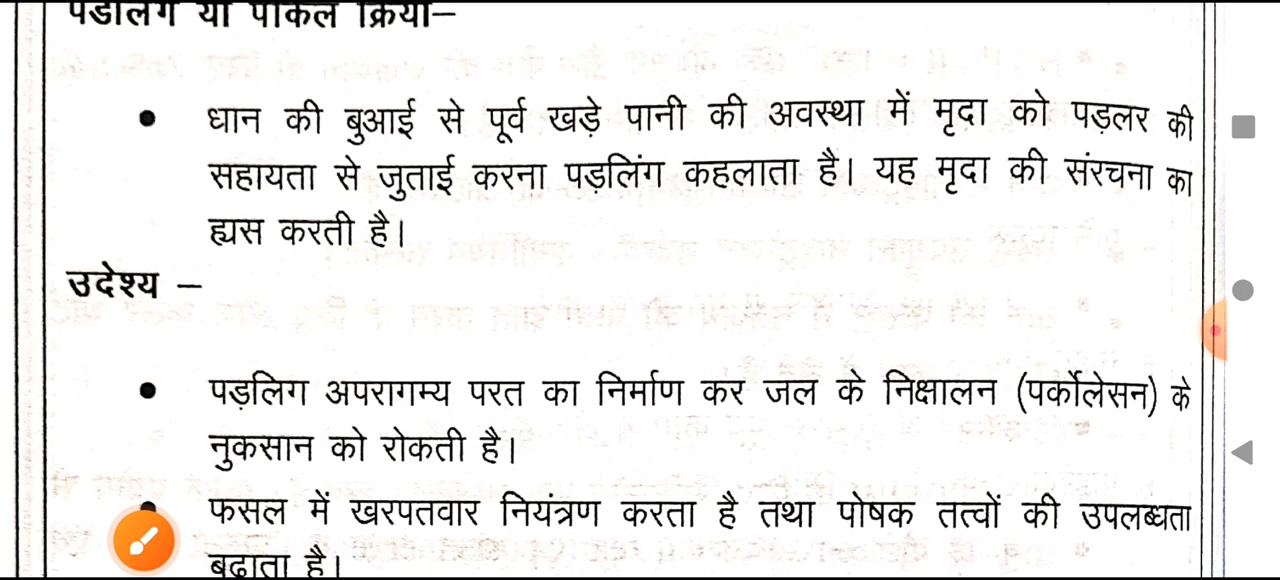 पडलिंग या पंकिल क्रिया–
• धान की बुआई से पूर्व खड़े पानी की अवस्था में मृदा को पड़लर की
सहायता से जुताई करना पड़लिंग कहलाता है। यह मृदा की संरचना का
ह्यस करती है।
उदेश्य –
• पड़लिग अपरागम्य परत का निर्माण कर जल के निक्षालन (पर्कोलेसन) के
नुकसान को रोकती है।
• फसल में खरपतवार नियंत्रण करता है तथा पोषक तत्वों की उपलब्धता
बढ़ाता है।